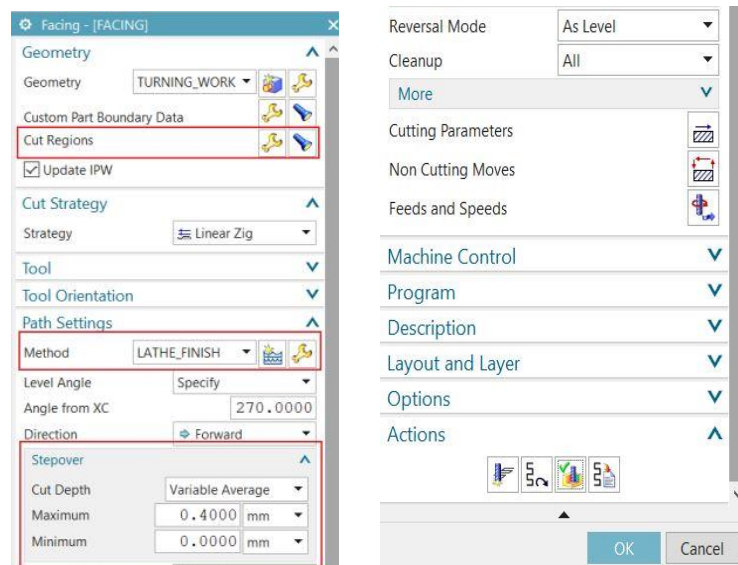 Facing - [FACING]
Geometry
Geometry TURNING_WORK
Custom Part Boundary Data
Cut Regions
Update IPW
Cut Strategy
Strategy Linear Zig
Tool
Tool Orientation
Path Settings
Method LATHE_FINISH
Level Angle Specify
Angle from XC 270.0000
Direction Forward
Stepover
Cut Depth Variable Average
Maximum 0.4000 mm
Minimum 0.0000 mm
Reversal Mode As Level
Cleanup All
More
Cutting Parameters
Non Cutting Moves
Feeds and Speeds
Machine Control
Program
Description
Layout and Layer
Options
Actions
OK Cancel